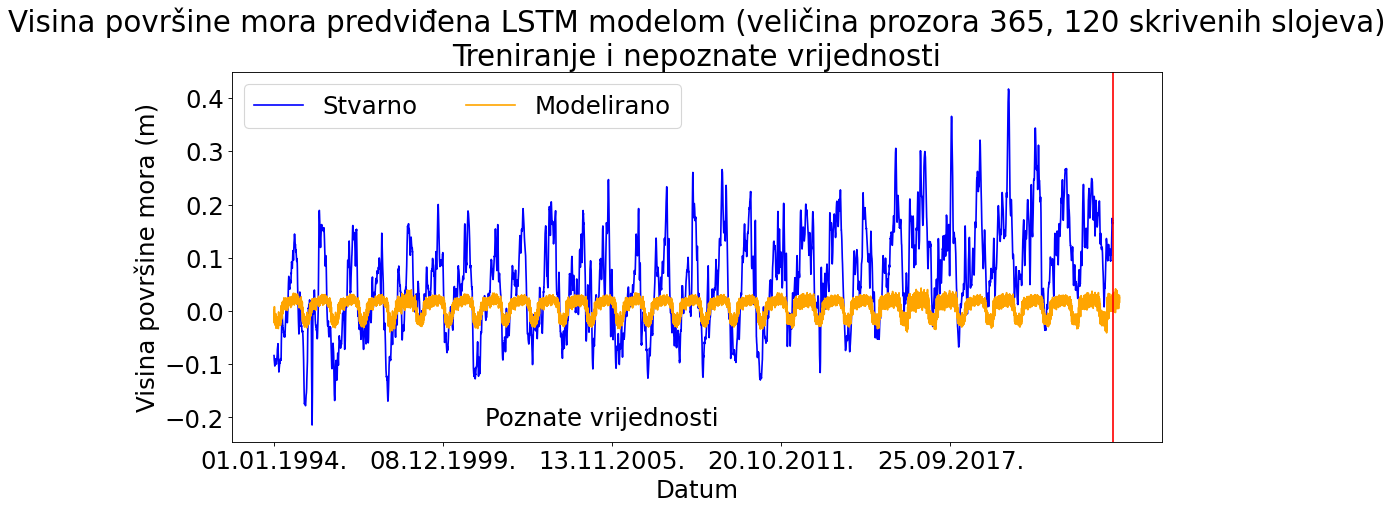 Visina površine mora predviđena LSTM modelom (veličina prozora 365, 120 skrivenih slojeva)
Treniranje i nepoznate vrijednosti
Stvarno
Modelirano
Visina površine mora (m)
0.4
0.3
0.2
0.1
0.0
−0.1
−0.2
Poznate vrijednosti
01.01.1994.
08.12.1999.
13.11.2005.
20.10.2011.
25.09.2017.
Datum